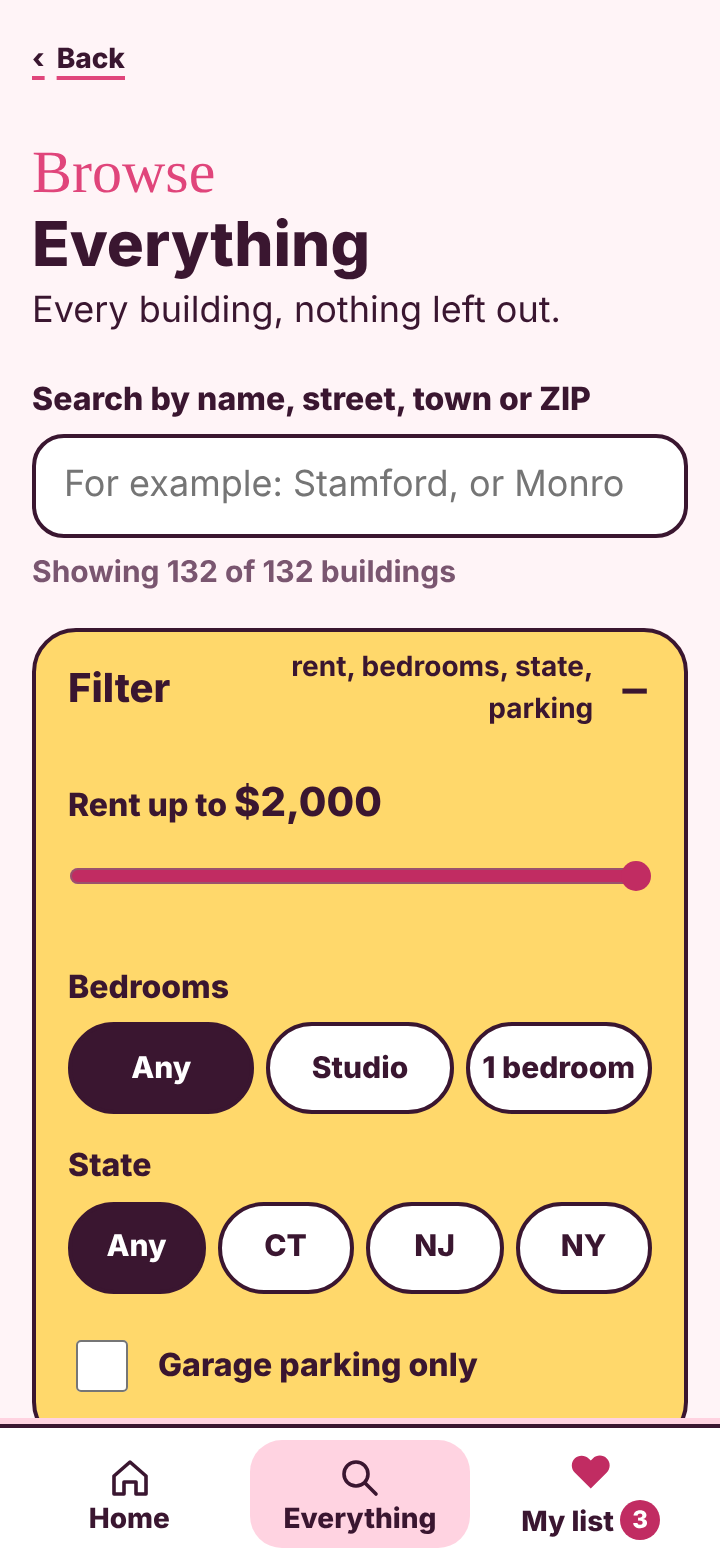 ‹ Back
Browse
Everything
Every building, nothing left out.
Search by name, street, town or ZIP
For example: Stamford, or Monro
Showing 132 of 132 buildings
Filter
rent, bedrooms, state,
parking
–
Rent up to $2,000
Bedrooms
Any Studio 1 bedroom
State
Any CT NJ NY
Garage parking only
Home Everything My list 3